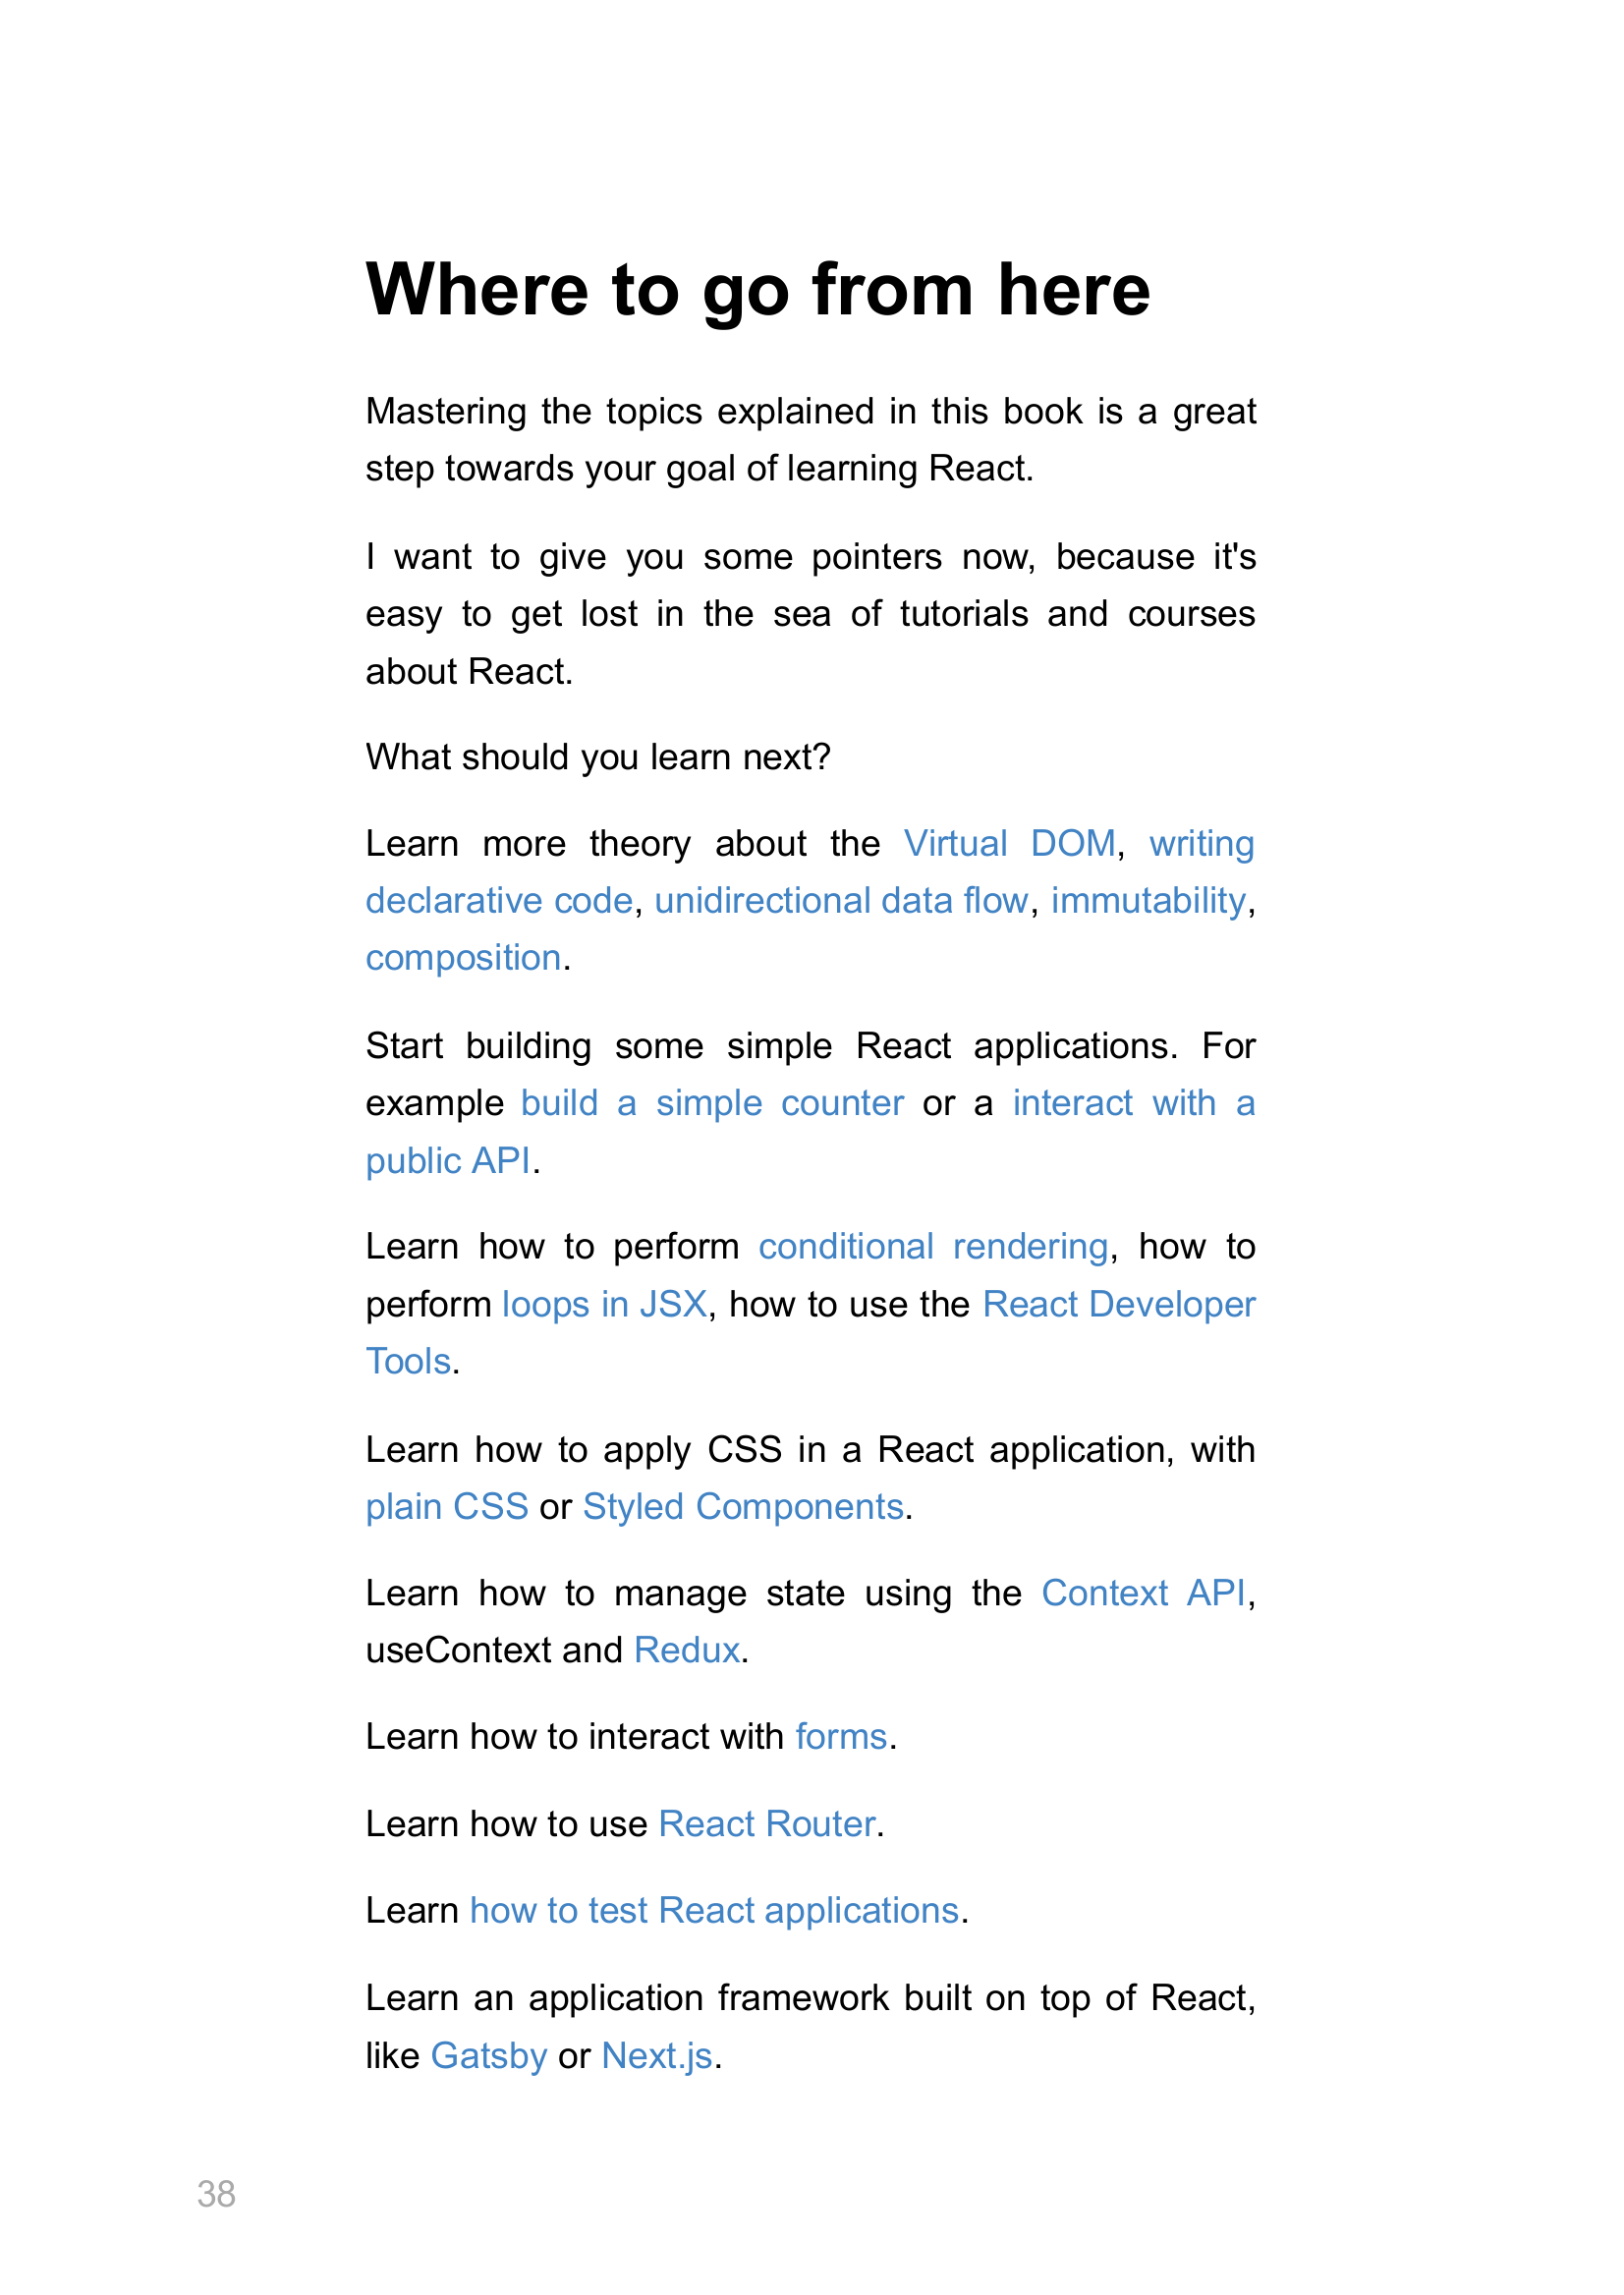 Where to go from here
Mastering the topics explained in this book is a great
step towards your goal of learning React.
I want to give you some pointers now, because it's
easy to get lost in the sea of tutorials and courses
about React.
What should you learn next?
Learn more theory about the Virtual DOM, writing
declarative code, unidirectional data flow, immutability,
composition.
Start building some simple React applications. For
example build a simple counter or a interact with a
public API.
Learn how to perform conditional rendering, how to
perform loops in JSX, how to use the React Developer
Tools.
Learn how to apply CSS in a React application, with
plain CSS or Styled Components.
Learn how to manage state using the Context API,
useContext and Redux.
Learn how to interact with forms.
Learn how to use React Router.
Learn how to test React applications.
Learn an application framework built on top of React,
like Gatsby or Next.js.
38